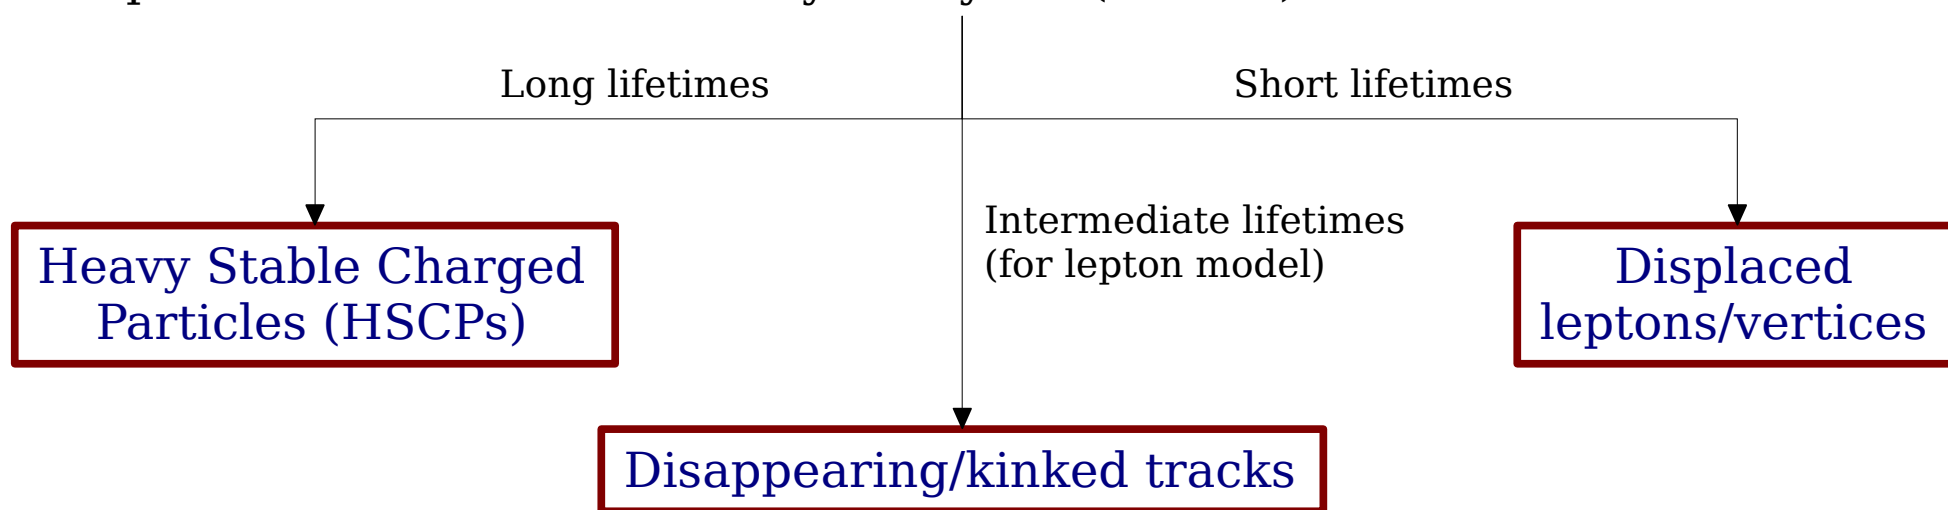 Long lifetimes
Short lifetimes
Intermediate lifetimes
(for lepton model)
Heavy Stable Charged
Particles (HSCPs)
Displaced
leptons/vertices
Disappearing/kinked tracks